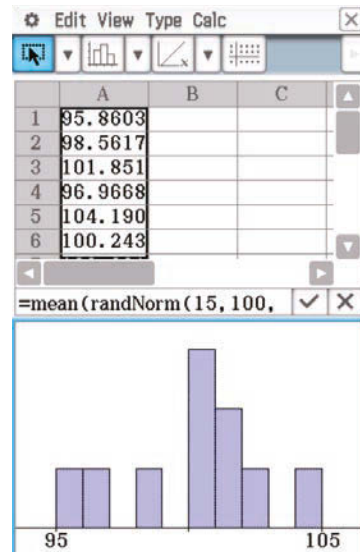 Edit View Type Calc
A B C
1 95.8603
2 98.5617
3 101.851
4 96.9668
5 104.190
6 100.243
=mean(randNorm(15,100,
95 105